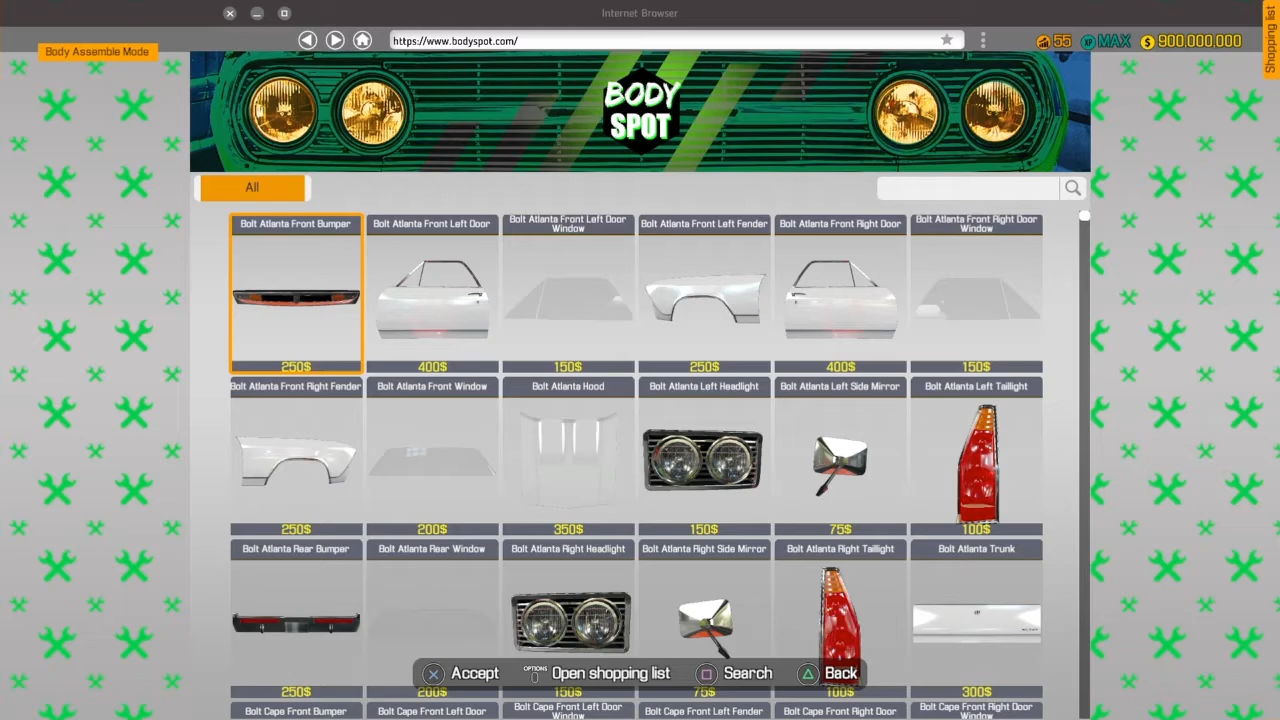 Internet Browser
https://www.bodyspot.com/
Body Assemble Mode
55
XP
MAX
$
900,000,000
Shopping list
BODY
SPOT
All
Bolt Atlanta Front Bumper
Bolt Atlanta Front Left Door
Bolt Atlanta Front Left Door
Window
Bolt Atlanta Front Left Fender
Bolt Atlanta Front Right Door
Bolt Atlanta Front Right Door
Window
250$
400$
150$
250$
400$
150$
Bolt Atlanta Front Right Fender
Bolt Atlanta Front Window
Bolt Atlanta Hood
Bolt Atlanta Left Headlight
Bolt Atlanta Left Side Mirror
Bolt Atlanta Left Taillight
250$
200$
350$
150$
75$
100$
Bolt Atlanta Rear Bumper
Bolt Atlanta Rear Window
Bolt Atlanta Right Headlight
Bolt Atlanta Right Side Mirror
Bolt Atlanta Right Taillight
Bolt Atlanta Trunk
Accept
OPTIONS
Open shopping list
Search
Back
250$
200$
150$
75$
100$
300$
Bolt Cape Front Bumper
Bolt Cape Front Left Door
Bolt Cape Front Left Door
Window
Bolt Cape Front Left Fender
Bolt Cape Front Right Door
Bolt Cape Front Right Door
Window